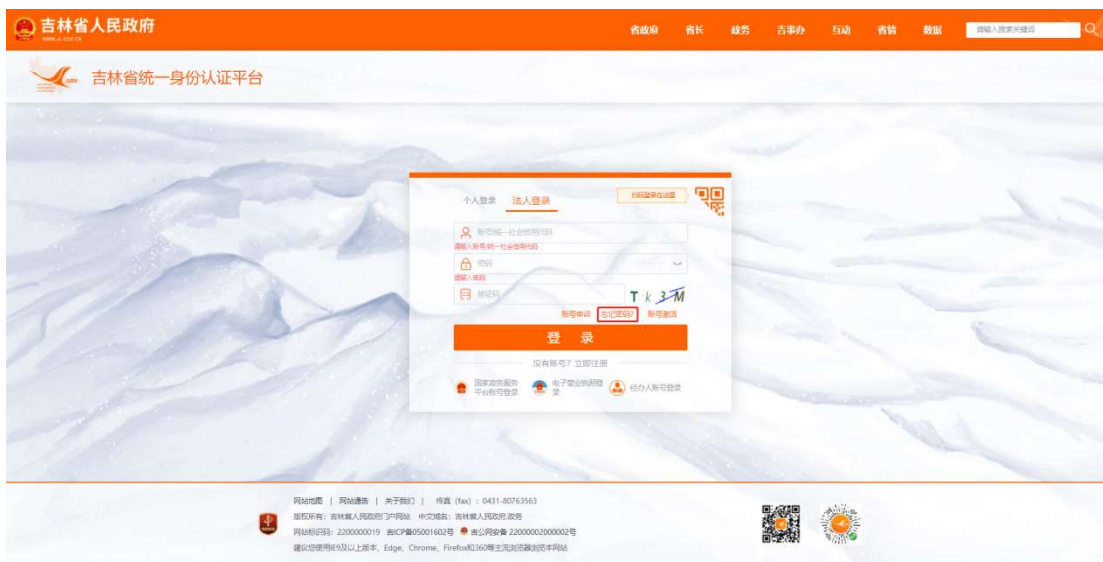 吉林省人民政府
省政府 省长 政务 吉事办 互动 省情 数据 请输入搜索关键词
吉林省统一身份认证平台
个人登录 法人登录 扫码登录在这里
账号/统一社会信用代码
请输入账号/统一社会信用代码
密码
请输入密码
验证码 T k 3 M
账号申诉 忘记密码? 账号激活
登 录
没有账号? 立即注册
国家政务服务 电子营业执照登 经办人账号登录
平台账号登录 录
网站地图 | 网站通告 | 关于我们 | 传真 (fax) : 0431-80763563
版权所有: 吉林省人民政府门户网站 中文域名: 吉林省人民政府.政务
网站标识码: 2200000019 吉ICP备05001602号 吉公网安备 22000002000002号
建议您使用IE9及以上版本、Edge、Chrome、Firefox和360等主流浏览器浏览本网站